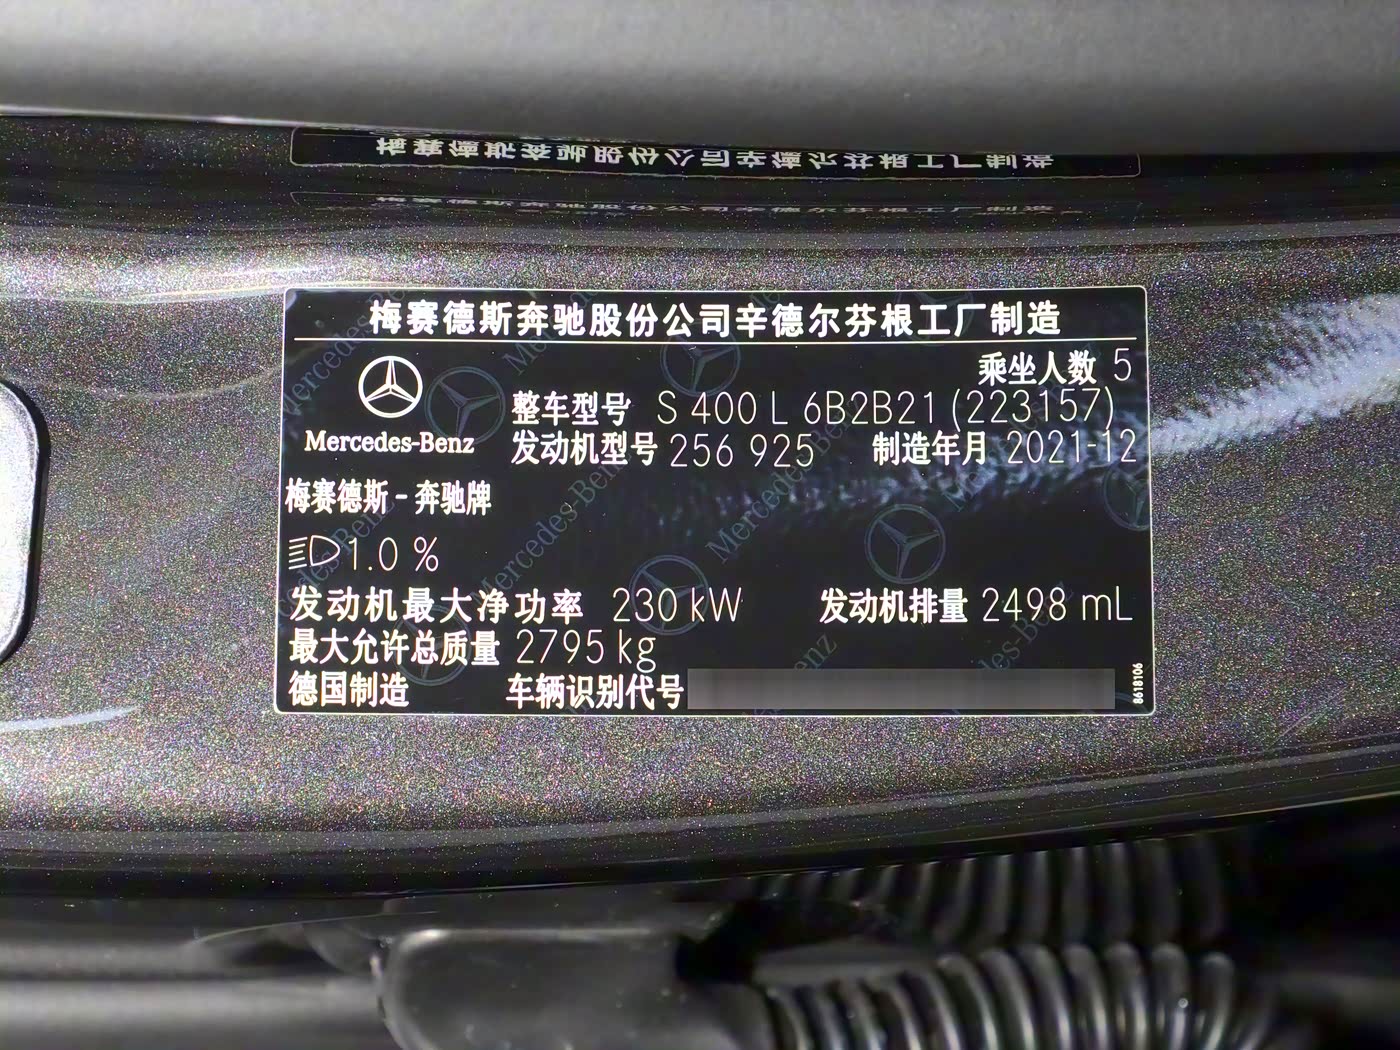 梅赛德斯奔驰股份公司辛德尔芬根工厂制造
乘坐人数 5
整车型号 S 400 L 6B2B21 (223157)
Mercedes-Benz
发动机型号 256 925 制造年月 2021-12
梅赛德斯-奔驰牌
1.0 %
发动机最大净功率 230 kW 发动机排量 2498 mL
最大允许总质量 2795 kg
德国制造 车辆识别代号
8618106